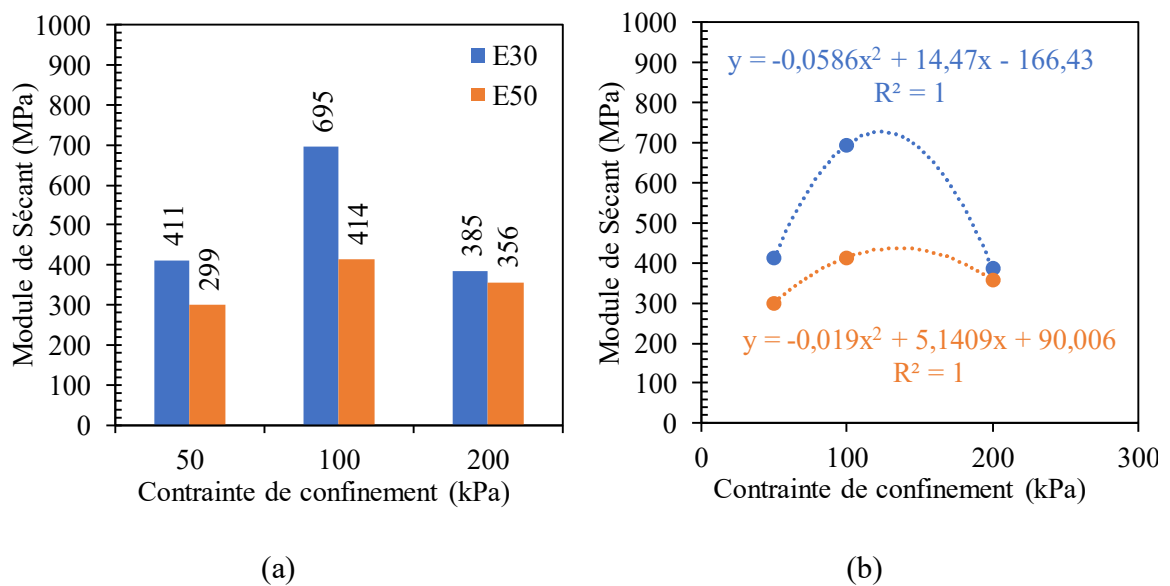 Module de Sécant (MPa)
1000
900
800
700
600
500
400
300
200
100
0
E30
E50
411
299
695
414
385
356
50 100 200
Contrainte de confinement (kPa)
(a)
Module de Sécant (MPa)
1000
900
800
700
600
500
400
300
200
100
0
y = -0,0586x² + 14,47x - 166,43
R² = 1
y = -0,019x² + 5,1409x + 90,006
R² = 1
0 100 200 300
Contrainte de confinement (kPa)
(b)